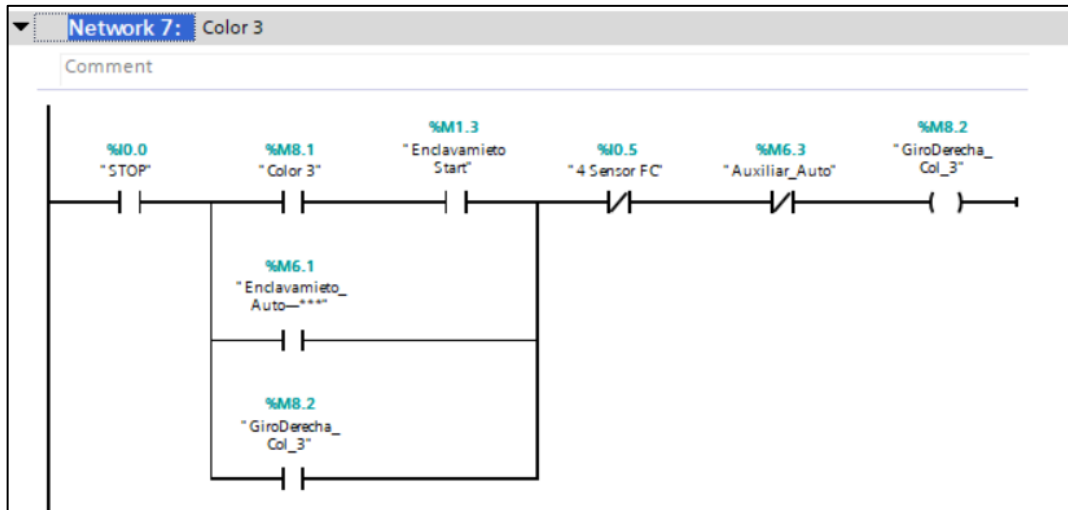 Network 7: Color 3
Comment
%I0.0
"STOP"
%M8.1
"Color 3"
%M1.3
"Enclavamieto
Start"
%I0.5
"4 Sensor FC"
%M6.3
"Auxiliar_Auto"
%M8.2
"GiroDerecha_
Col_3"
%M6.1
"Enclavamieto_
Auto—***"
%M8.2
"GiroDerecha_
Col_3"